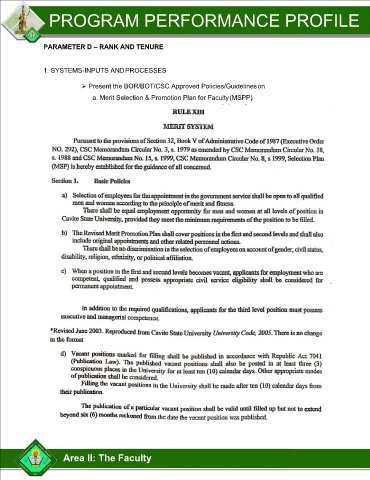 PROGRAM PERFORMANCE PROFILE
PARAMETER D – RANK AND TENURE
1. SYSTEMS-INPUTS AND PROCESSES
➢ Present the BOR/BOT/CSC Approved Policies/Guidelines on
a. Merit Selection & Promotion Plan for Faculty (MSPP)
RULE XIII
MERIT SYSTEM
Pursuant to the provisions of Section 32, Book V of Administrative Code of 1987 (Executive Order
NO. 292), CSC Memorandum Circular No. 3, s. 1979 as amended by CSC Memorandum Circular No. 18,
s. 1988 and CSC Memorandum No. 15, s. 1999, CSC Memorandum Circular No. 8, s 1999, Selection Plan
(MSP) is hereby established for the guidance of all concerned.
Section 1. Basic Policies
a) Selection of employees for the appointment in the government service shall be open to all qualified
men and women according to the principle of merit and fitness.
There shall be equal employment opportunity for men and women at all levels of position in
Cavite State University, provided they meet the minimum requirements of the position to be filled.
b) The Revised Merit Promotion Plan shall cover positions in the first and second levels and shall also
include original appointments and other related personnel actions.
There shall be no discrimination in the selection of employees on account of gender, civil status,
disability, religion, ethnicity, or political affiliation.
c) When a position in the first and second levels becomes vacant, applicants for employment who are
competent, qualified and possess appropriate civil service eligibility shall be considered for
permanent appointment.
In addition to the required qualifications, applicants for the third level position must possess
executive and managerial competence.
*Revised June 2003. Reproduced from Cavite State University University Code, 2005. There is no change
in the format
d) Vacant positions marked for filling shall be published in accordance with Republic Act 7041
(Publication Law). The published vacant positions shall also be posted in at least three (3)
conspicuous places in the University for at least ten (10) calendar days. Other appropriate modes
of publication shall be considered.
Filling the vacant positions in the University shall be made after ten (10) calendar days from
their publication.
The publication of a particular vacant position shall be valid until filled up but not to extend
beyond six (6) months reckoned from the date the vacant position was published.
Area II: The Faculty